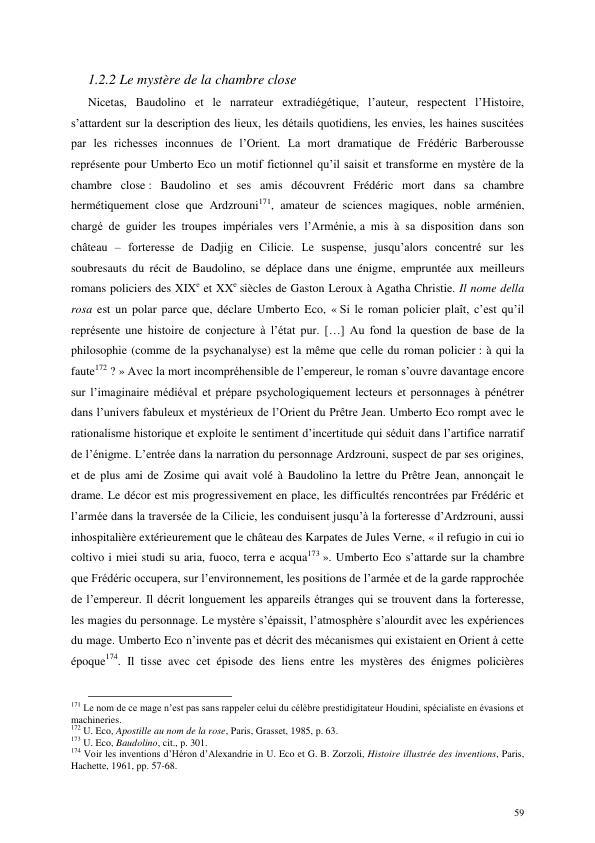 1.2.2 Le mystère de la chambre close
Nicetas, Baudolino et le narrateur extradiégétique, l’auteur, respectent l’Histoire,
s’attardent sur la description des lieux, les détails quotidiens, les envies, les haines suscitées
par les richesses inconnues de l’Orient. La mort dramatique de Frédéric Barberousse
représente pour Umberto Eco un motif fictionnel qu’il saisit et transforme en mystère de la
chambre close : Baudolino et ses amis découvrent Frédéric mort dans sa chambre
hermétiquement close que Ardzrouni171, amateur de sciences magiques, noble arménien,
chargé de guider les troupes impériales vers l’Arménie, a mis à sa disposition dans son
château – forteresse de Dadjig en Cilicie. Le suspense, jusqu’alors concentré sur les
soubresauts du récit de Baudolino, se déplace dans une énigme, empruntée aux meilleurs
romans policiers des XIXe et XXe siècles de Gaston Leroux à Agatha Christie. Il nome della
rosa est un polar parce que, déclare Umberto Eco, « Si le roman policier plaît, c’est qu’il
représente une histoire de conjecture à l’état pur. […] Au fond la question de base de la
philosophie (comme de la psychanalyse) est la même que celle du roman policier : à qui la
faute172 ? » Avec la mort incompréhensible de l’empereur, le roman s’ouvre davantage encore
sur l’imaginaire médiéval et prépare psychologiquement lecteurs et personnages à pénétrer
dans l’univers fabuleux et mystérieux de l’Orient du Prêtre Jean. Umberto Eco rompt avec le
rationalisme historique et exploite le sentiment d’incertitude qui séduit dans l’artifice narratif
de l’énigme. L’entrée dans la narration du personnage Ardzrouni, suspect de par ses origines,
et de plus ami de Zosime qui avait volé à Baudolino la lettre du Prêtre Jean, annonçait le
drame. Le décor est mis progressivement en place, les difficultés rencontrées par Frédéric et
l’armée dans la traversée de la Cilicie, les conduisent jusqu’à la forteresse d’Ardzrouni, aussi
inhospitalière extérieurement que le château des Karpates de Jules Verne, « il refugio in cui io
coltivo i miei studi su aria, fuoco, terra e acqua173 ». Umberto Eco s’attarde sur la chambre
que Frédéric occupera, sur l’environnement, les positions de l’armée et de la garde rapprochée
de l’empereur. Il décrit longuement les appareils étranges qui se trouvent dans la forteresse,
les magies du personnage. Le mystère s’épaissit, l’atmosphère s’alourdit avec les expériences
du mage. Umberto Eco n’invente pas et décrit des mécanismes qui existaient en Orient à cette
époque174. Il tisse avec cet épisode des liens entre les mystères des énigmes policières
171 Le nom de ce mage n’est pas sans rappeler celui du célèbre prestidigitateur Houdini, spécialiste en évasions et
machineries.
172 U. Eco, Apostille au nom de la rose, Paris, Grasset, 1985, p. 63.
173 U. Eco, Baudolino, cit., p. 301.
174 Voir les inventions d’Héron d’Alexandrie in U. Eco et G. B. Zorzoli, Histoire illustrée des inventions, Paris,
Hachette, 1961, pp. 57-68.
59